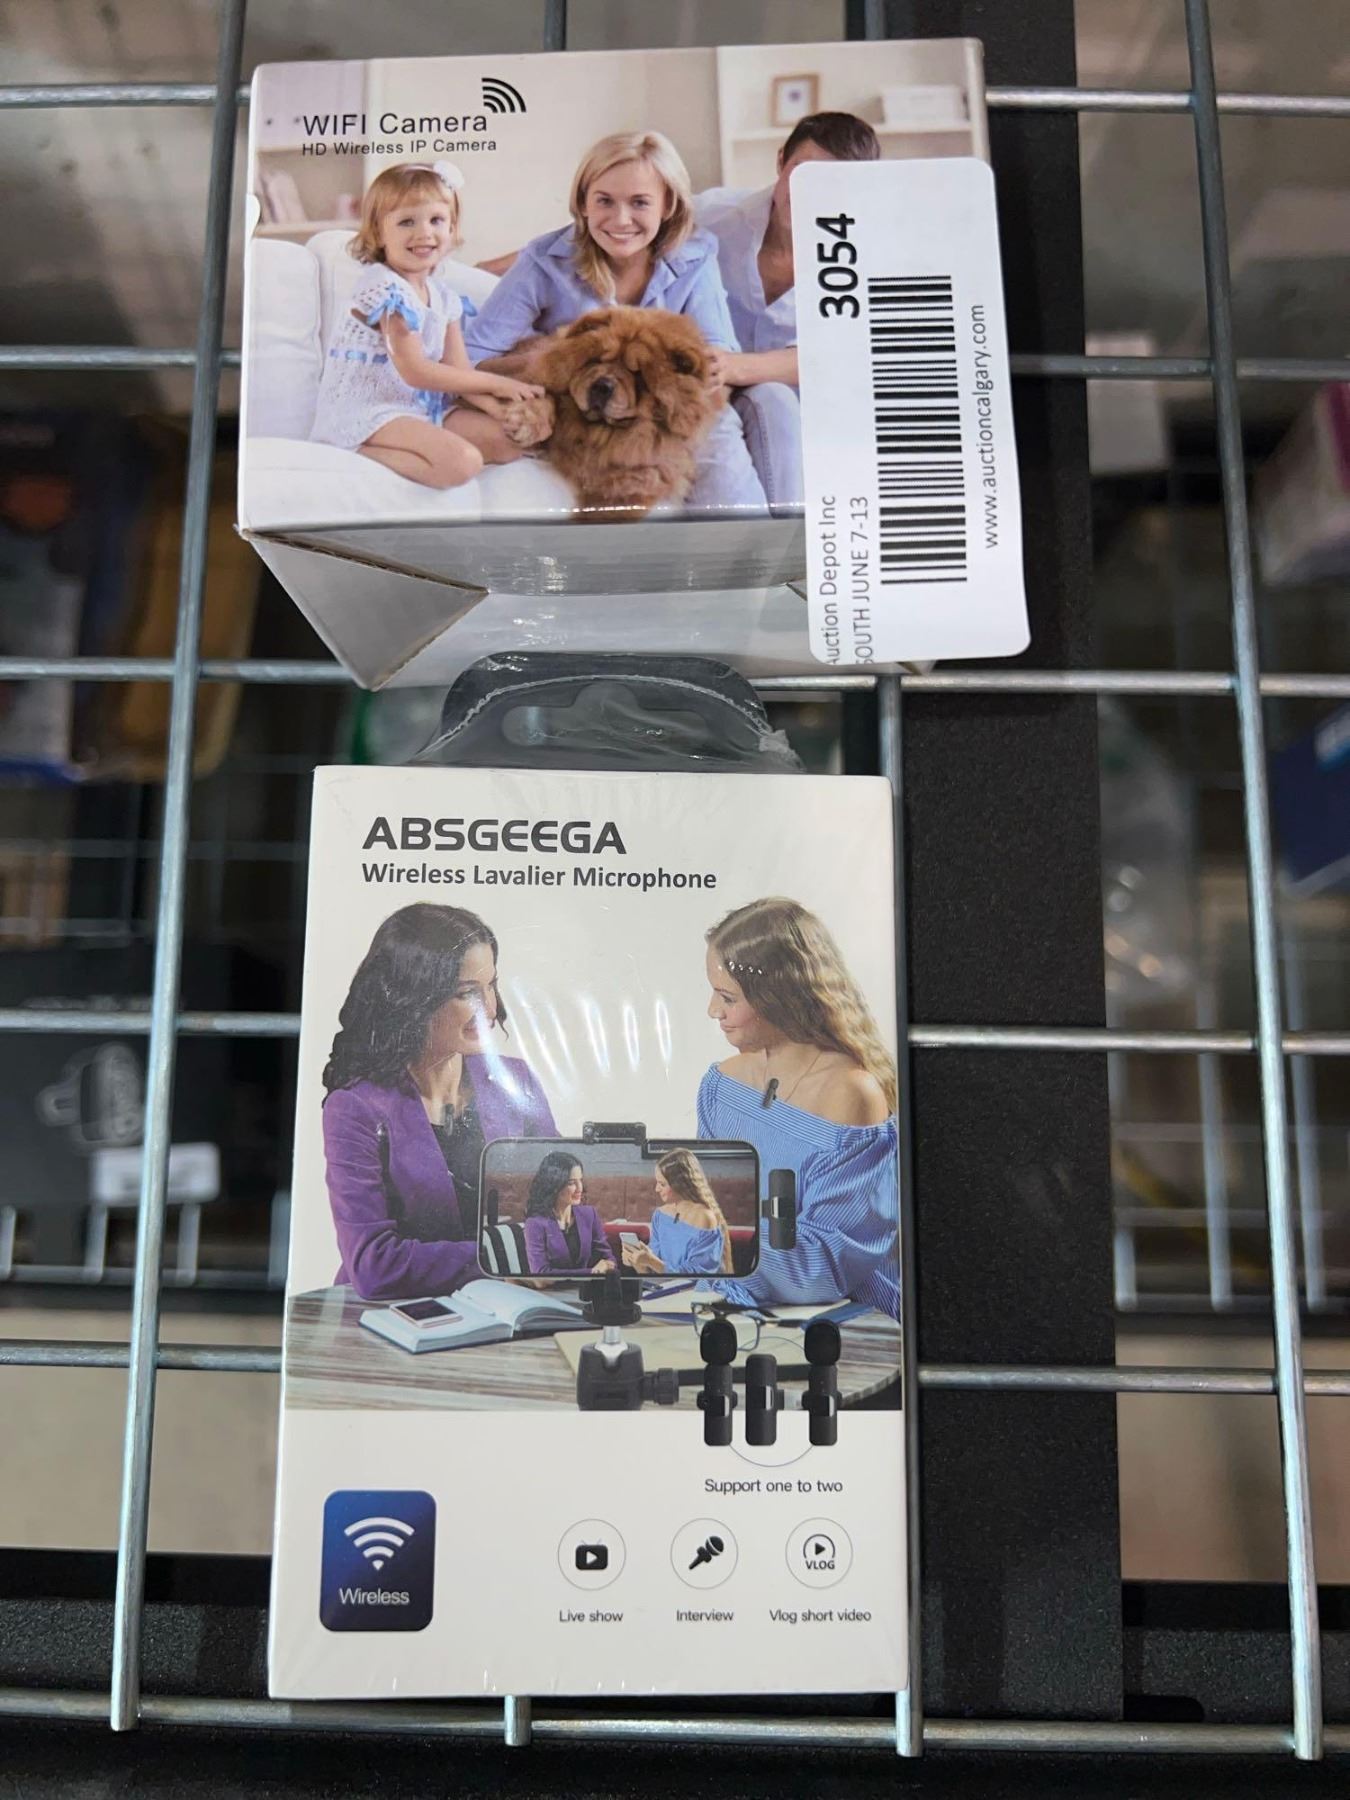 WIFI Camera
HD Wireless IP Camera
3054
Auction Depot Inc
SOUTH JUNE 7-13
www.auctioncalgary.com
ABSGEEGA
Wireless Lavalier Microphone
Support one to two
Wireless
Live show
Interview
VLOG
Vlog short video